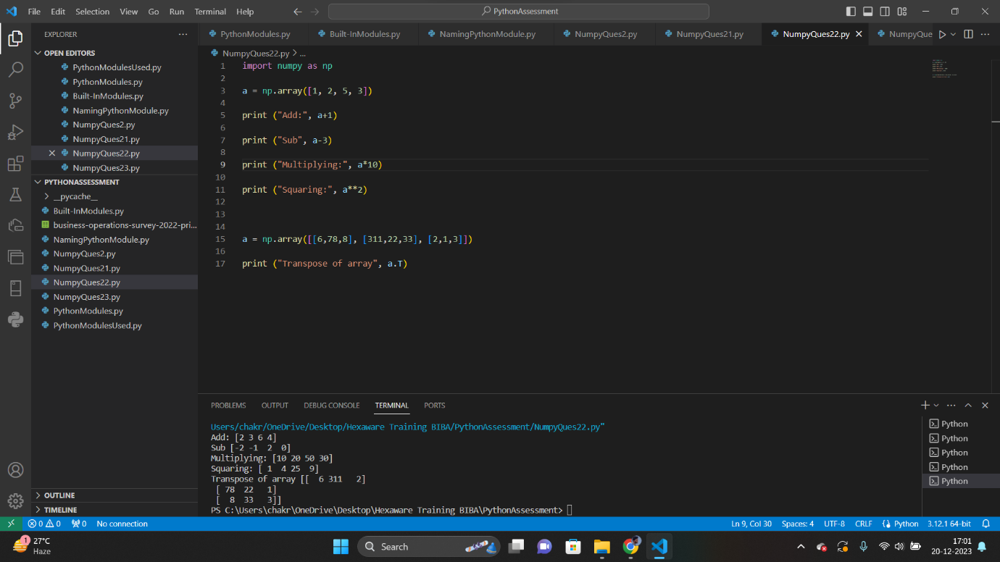 File Edit Selection View Go Run Terminal Help
PythonAssessment
EXPLORER
OPEN EDITORS
PythonModulesUsed.py
PythonModules.py
Built-InModules.py
NamingPythonModule.py
NumpyQues2.py
NumpyQues21.py
NumpyQues22.py
NumpyQues23.py
PYTHONASSESSMENT
__pycache__
Built-InModules.py
business-operations-survey-2022-pri...
NamingPythonModule.py
NumpyQues2.py
NumpyQues21.py
NumpyQues22.py
NumpyQues23.py
PythonModules.py
PythonModulesUsed.py
OUTLINE
TIMELINE
PythonModules.py Built-InModules.py NamingPythonModule.py NumpyQues2.py NumpyQues21.py NumpyQues22.py NumpyQue
NumpyQues22.py > ...
1 import numpy as np
2
3 a = np.array([1, 2, 5, 3])
4
5 print ("Add:", a+1)
6
7 print ("Sub", a-3)
8
9 print ("Multiplying:", a*10)
10
11 print ("Squaring:", a**2)
12
13
14
15 a = np.array([[6,78,8], [311,22,33], [2,1,3]])
16
17 print ("Transpose of array", a.T)
PROBLEMS OUTPUT DEBUG CONSOLE TERMINAL PORTS
Users/chakr/OneDrive/Desktop/Hexaware Training BIBA/PythonAssessment/NumpyQues22.py"
Add: [2 3 6 4]
Sub [-2 -1  2  0]
Multiplying: [10 20 50 30]
Squaring: [ 1  4 25  9]
Transpose of array [[  6 311   2]
 [ 78  22   1]
 [  8  33   3]]
PS C:\Users\chakr\OneDrive\Desktop\Hexaware Training BIBA\PythonAssessment>
Python
Python
Python
Python
Python
0 0 0 No connection Ln 9, Col 30 Spaces: 4 UTF-8 CRLF Python 3.12.1 64-bit
1
27°C
Haze
Search
17:01
20-12-2023